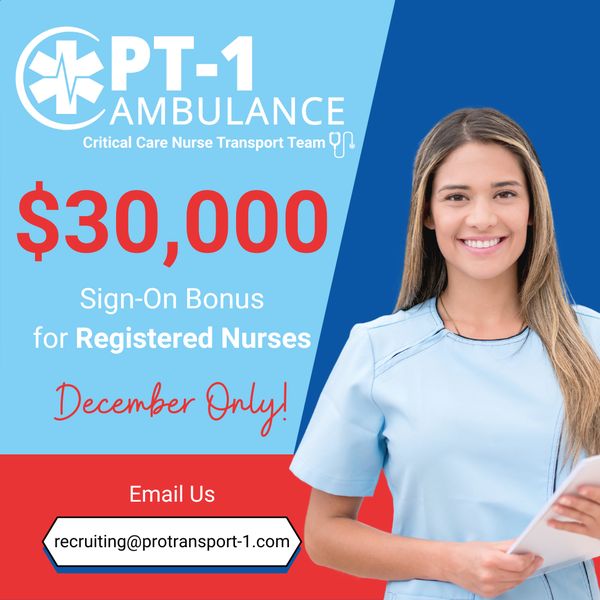 PT-1
AMBULANCE
Critical Care Nurse Transport Team
$30,000
Sign-On Bonus
for Registered Nurses
December Only!
Email Us
recruiting@protransport-1.com